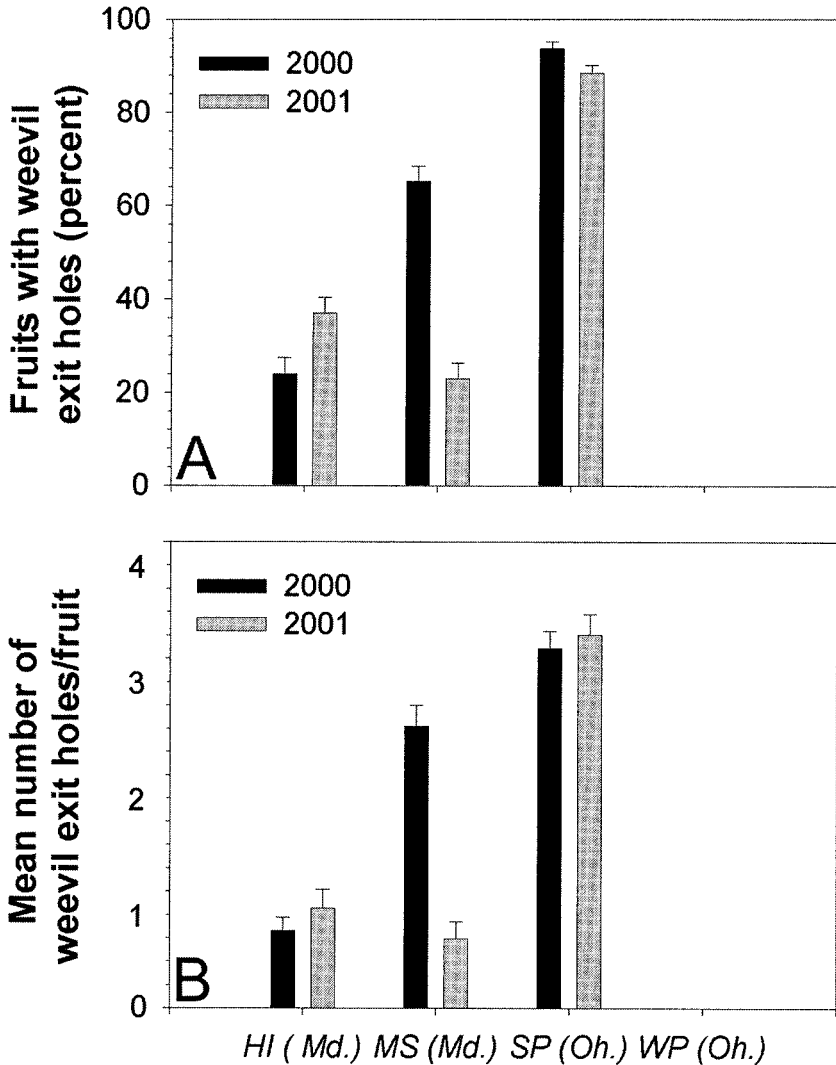 100
80
60
40
20
0
Fruits with weevil
exit holes (percent)
2000
2001
A
4
3
2
1
0
Mean number of
weevil exit holes/fruit
2000
2001
B
HI ( Md.) MS (Md.) SP (Oh.) WP (Oh.)